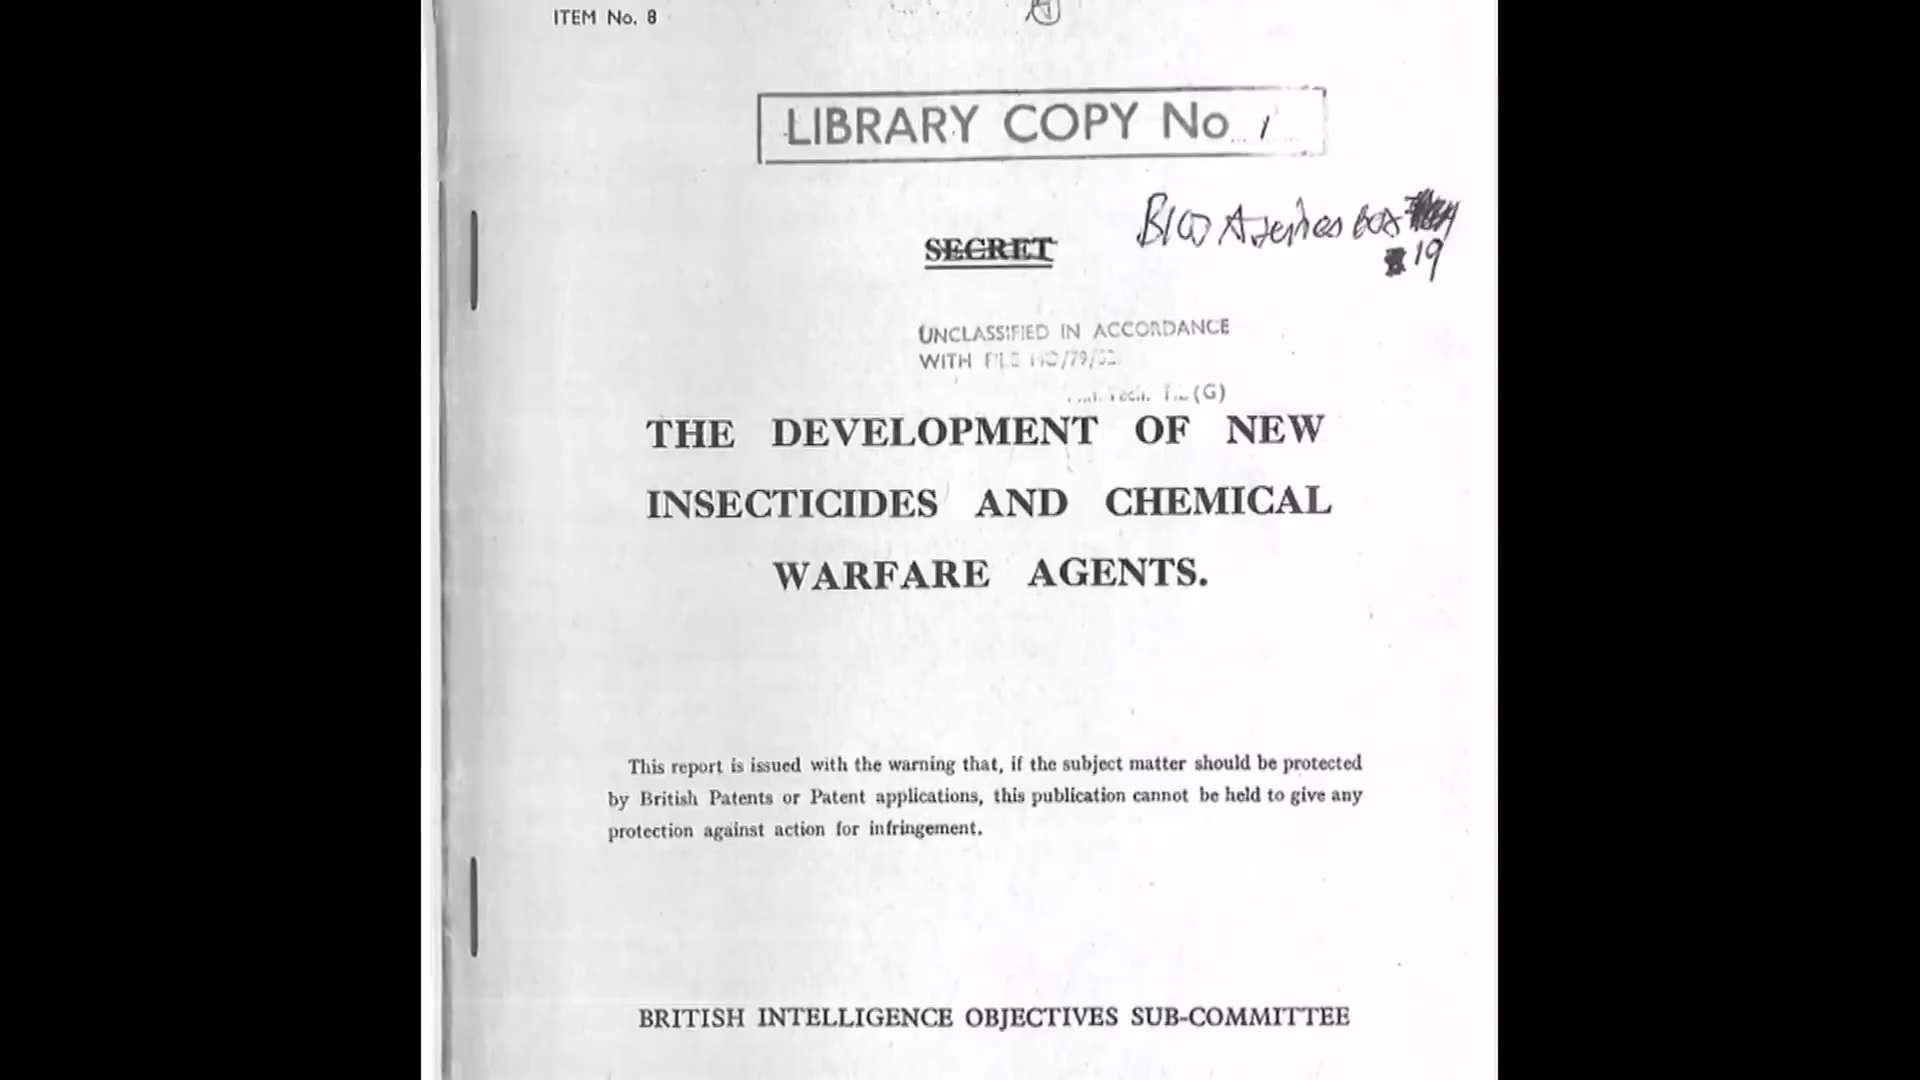 ITEM No. 8
LIBRARY COPY No 1
SECRET
19
UNCLASSIFIED IN ACCORDANCE
WITH FILE
(G)
THE DEVELOPMENT OF NEW
INSECTICIDES AND CHEMICAL
WARFARE AGENTS.
This report is issued with the warning that, if the subject matter should be protected
by British Patents or Patent applications, this publication cannot be held to give any
protection against action for infringement.
BRITISH INTELLIGENCE OBJECTIVES SUB-COMMITTEE